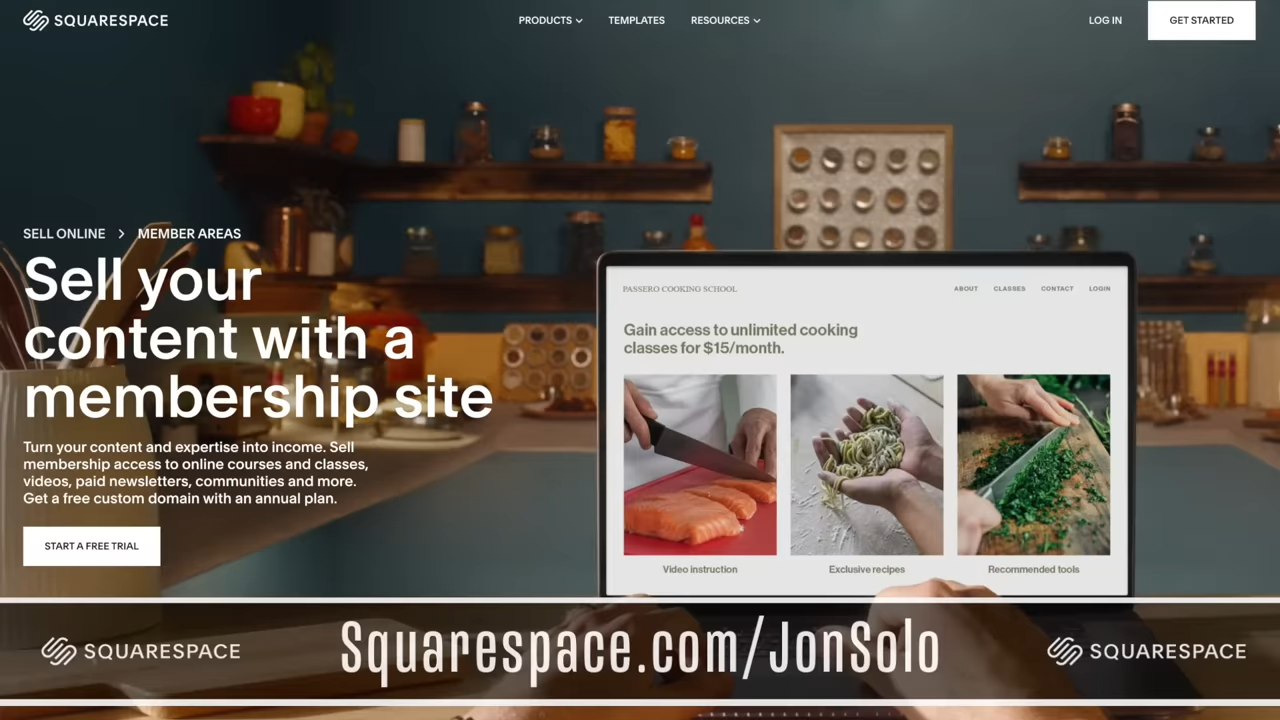 SQUARESPACE
PRODUCTS
TEMPLATES
RESOURCES
LOG IN
GET STARTED
SELL ONLINE > MEMBER AREAS
Sell your
content with a
membership site
Turn your content and expertise into income. Sell
membership access to online courses and classes,
videos, paid newsletters, communities and more.
Get a free custom domain with an annual plan.
START A FREE TRIAL
PASSERO COOKING SCHOOL
ABOUT
CLASSES
CONTACT
LOGIN
Gain access to unlimited cooking
classes for $15/month.
Video instruction
Exclusive recipes
Recommended tools
SQUARESPACE
Squarespace.com/JonSolo
SQUARESPACE